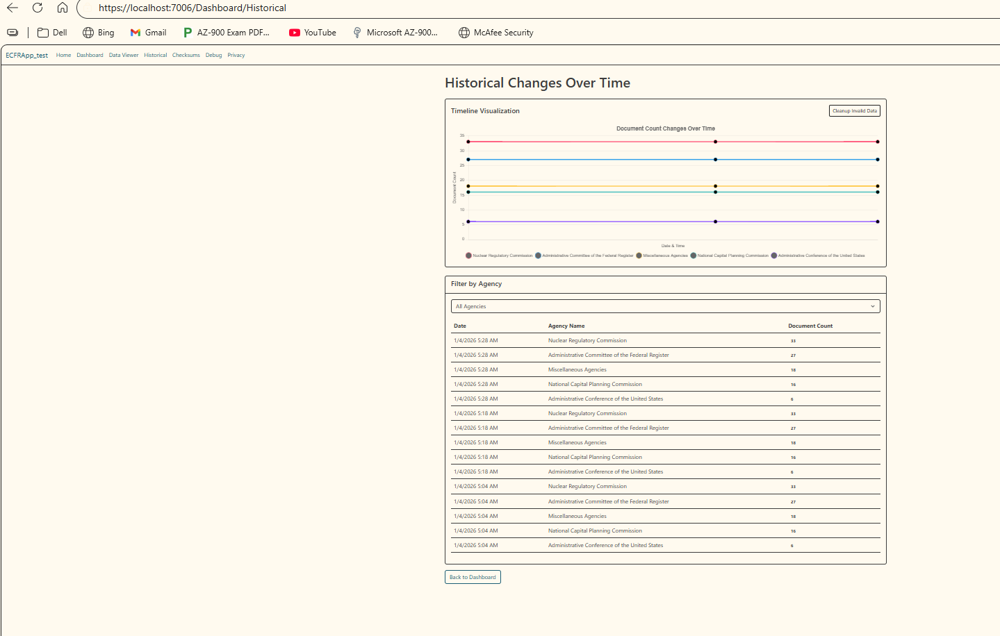 https://localhost:7006/Dashboard/Historical
Dell Bing Gmail AZ-900 Exam PDF... YouTube Microsoft AZ-900... McAfee Security
ECFRApp_test Home Dashboard Data Viewer Historical Checksums Debug Privacy
Historical Changes Over Time
Timeline Visualization Cleanup Invalid Data
Document Count Changes Over Time
35
30
25
20
15
10
5
0
Document Count
Date & Time
Nuclear Regulatory Commission Administrative Committee of the Federal Register Miscellaneous Agencies National Capital Planning Commission Administrative Conference of the United States
Filter by Agency
All Agencies
Date Agency Name Document Count
1/4/2026 5:28 AM Nuclear Regulatory Commission 33
1/4/2026 5:28 AM Administrative Committee of the Federal Register 27
1/4/2026 5:28 AM Miscellaneous Agencies 18
1/4/2026 5:28 AM National Capital Planning Commission 16
1/4/2026 5:28 AM Administrative Conference of the United States 6
1/4/2026 5:18 AM Nuclear Regulatory Commission 33
1/4/2026 5:18 AM Administrative Committee of the Federal Register 27
1/4/2026 5:18 AM Miscellaneous Agencies 18
1/4/2026 5:18 AM National Capital Planning Commission 16
1/4/2026 5:18 AM Administrative Conference of the United States 6
1/4/2026 5:04 AM Nuclear Regulatory Commission 33
1/4/2026 5:04 AM Administrative Committee of the Federal Register 27
1/4/2026 5:04 AM Miscellaneous Agencies 18
1/4/2026 5:04 AM National Capital Planning Commission 16
1/4/2026 5:04 AM Administrative Conference of the United States 6
Back to Dashboard